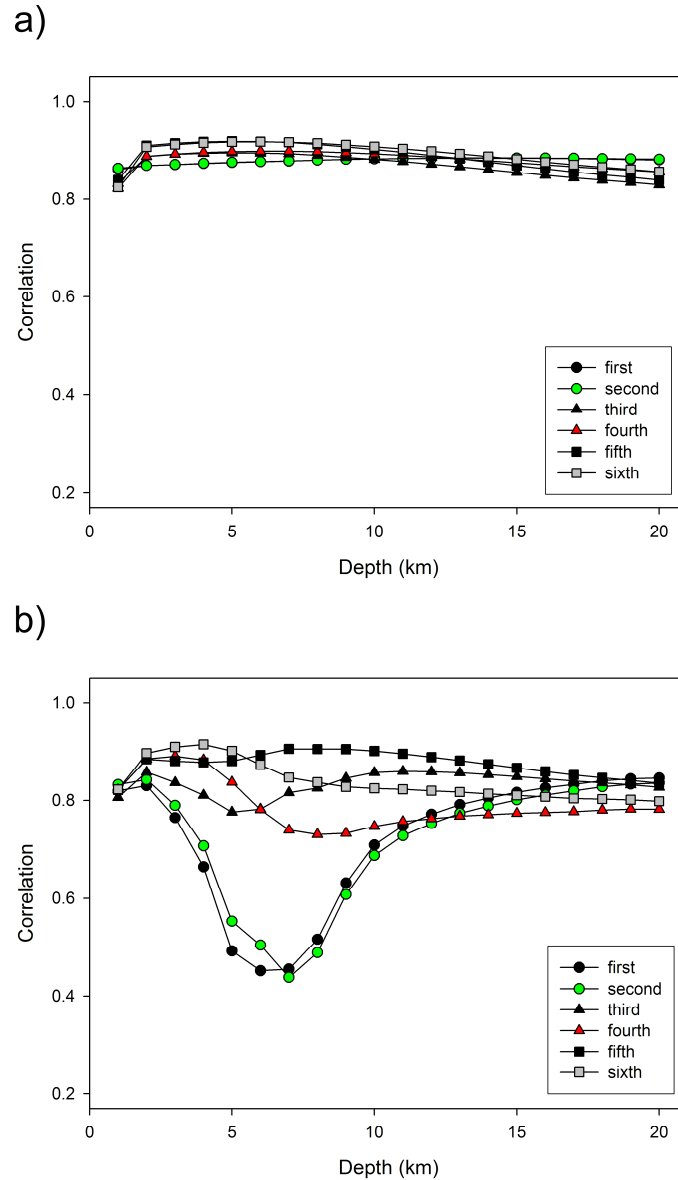 a)
1.0
0.8
0.6
0.4
0.2
Correlation
first
second
third
fourth
fifth
sixth
0 5 10 15 20
Depth (km)
b)
1.0
0.8
0.6
0.4
0.2
Correlation
first
second
third
fourth
fifth
sixth
0 5 10 15 20
Depth (km)